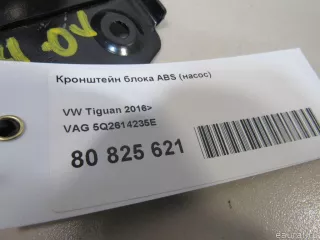 Кронштейн блока ABS (насос)
VW Tiguan 2016>
VAG 5Q2614235E
80 825 621